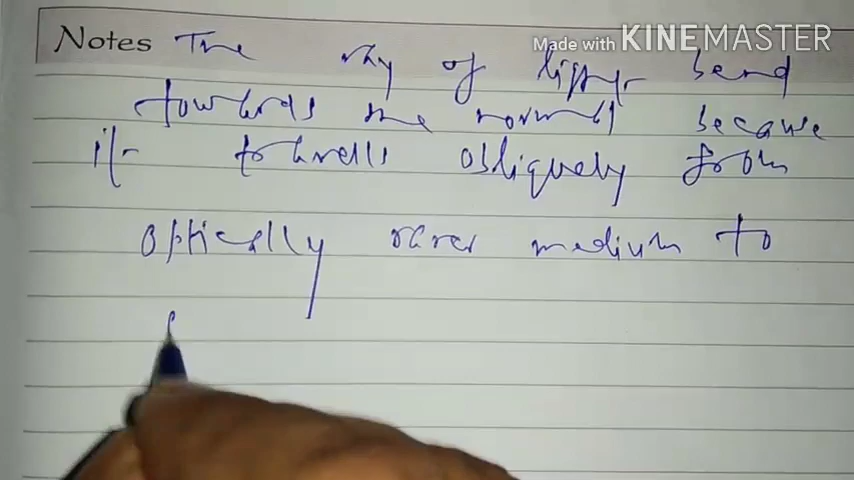 Made with KINEMASTER
Notes The ray of light bend
towards the normal because
it travells obliquely from
optically rarer medium to